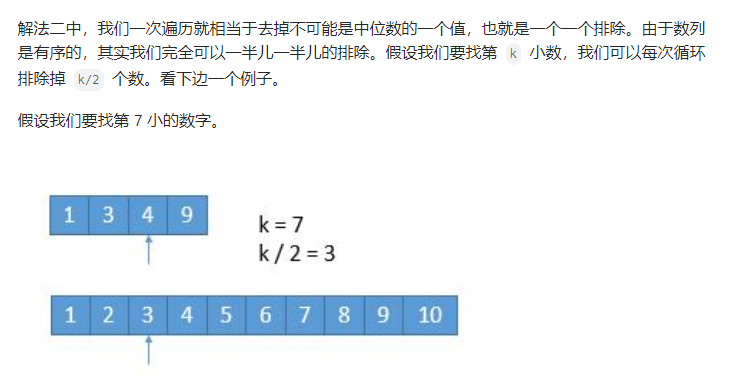 解法二中，我们一次遍历就相当于去掉不可能是中位数的一个值，也就是一个一个排除。由于数列
是有序的，其实我们完全可以一半儿一半儿的排除。假设我们要找第 k 小数，我们可以每次循环
排除掉 k/2 个数。看下边一个例子。
假设我们要找第 7 小的数字。
1 3 4 9
k = 7
k / 2 = 3
1 2 3 4 5 6 7 8 9 10